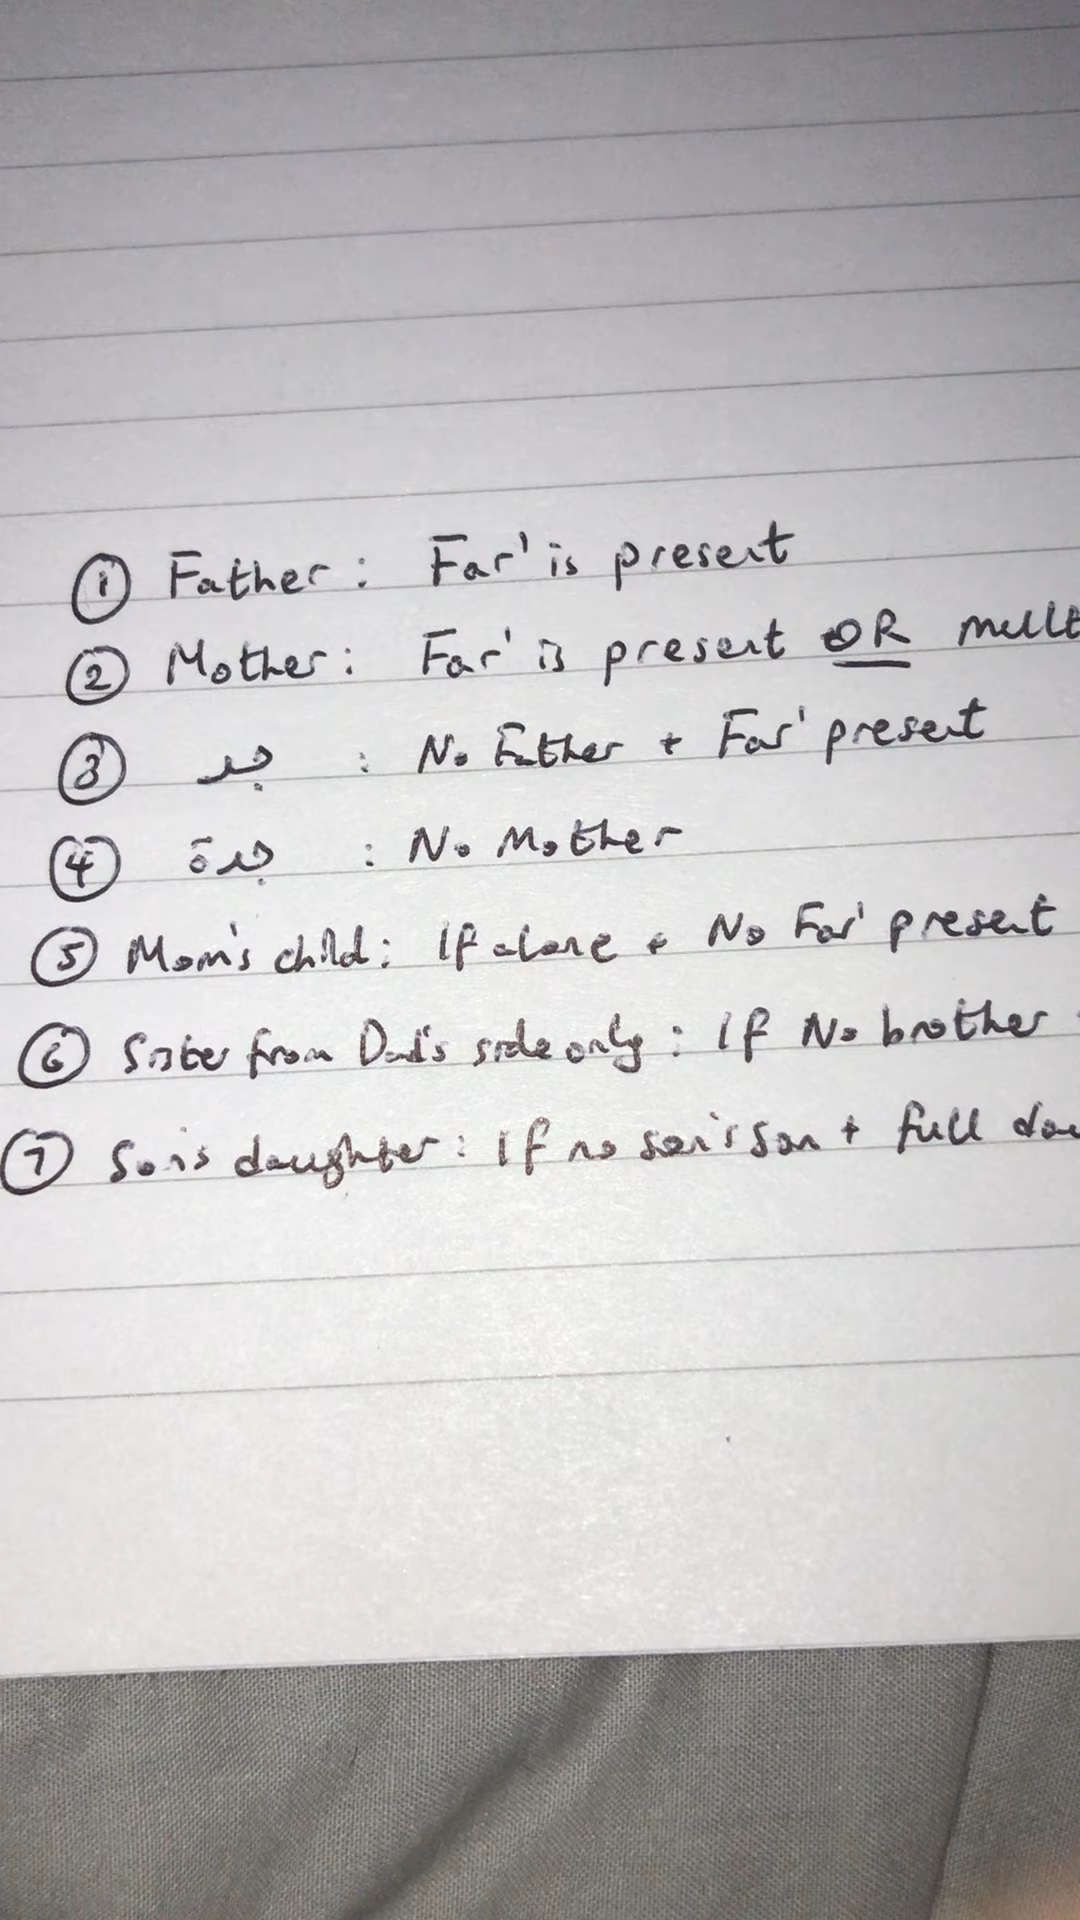 ① Father : Far' is present
② Mother : Far' is present OR mult
③ جد : No Father + Far' present
④ جدة : No Mother
⑤ Mom's child : If alone + No Far' present
⑥ Sister from Dad's side only : If No brother
⑦ Son's daughter : If no son's son + full dau